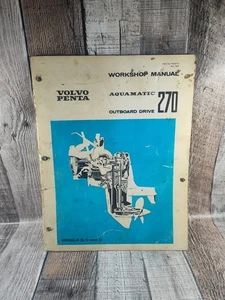 WORKSHOP MANUAL
VOLVO
PENTA
AQUAMATIC 270
OUTBOARD DRIVE